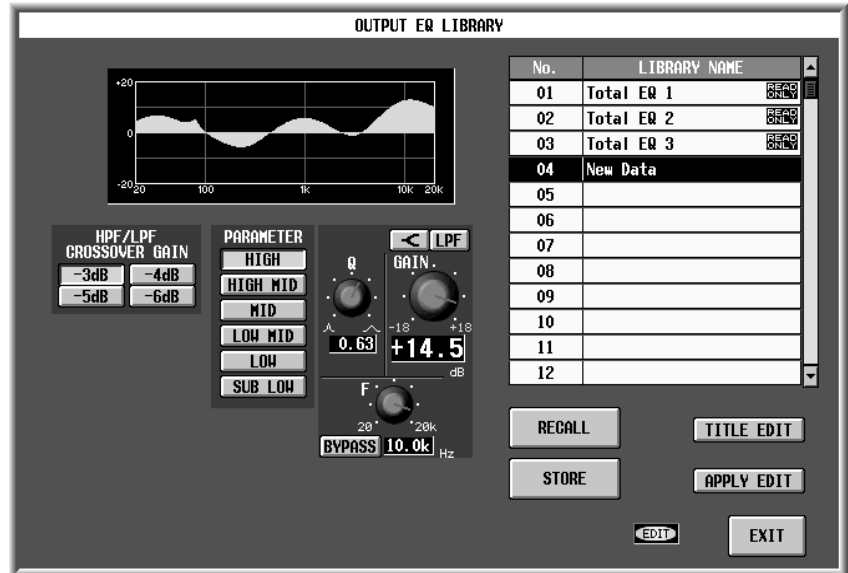 OUTPUT EQ LIBRARY
+20
0
-20
20 100 1k 10k 20k
HPF/LPF
CROSSOVER GAIN
-3dB -4dB
-5dB -6dB
PARAMETER
HIGH
HIGH MID
MID
LOW MID
LOW
SUB LOW
LPF
Q
GAIN
-18 +18
0.63
+14.5
dB
F
20 20k
BYPASS 10.0k Hz
No. LIBRARY NAME
01 Total EQ 1 READ ONLY
02 Total EQ 2 READ ONLY
03 Total EQ 3 READ ONLY
04 New Data
05
06
07
08
09
10
11
12
RECALL
TITLE EDIT
STORE
APPLY EDIT
EDIT
EXIT